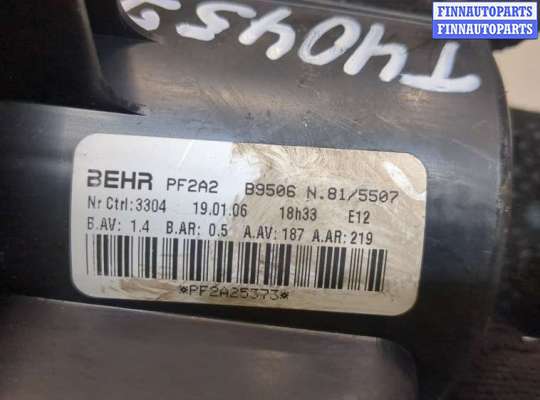 FINNAUTOPARTS
FINNAUTOPARTS
T4045
BEHR PF2A2 B9506 N.81/5507
Nr Ctrl:3304 19.01.06 18h33 E12
B.AV: 1.4 B.AR: 0.5 A.AV:187 A.AR:219
*PF2A25373*